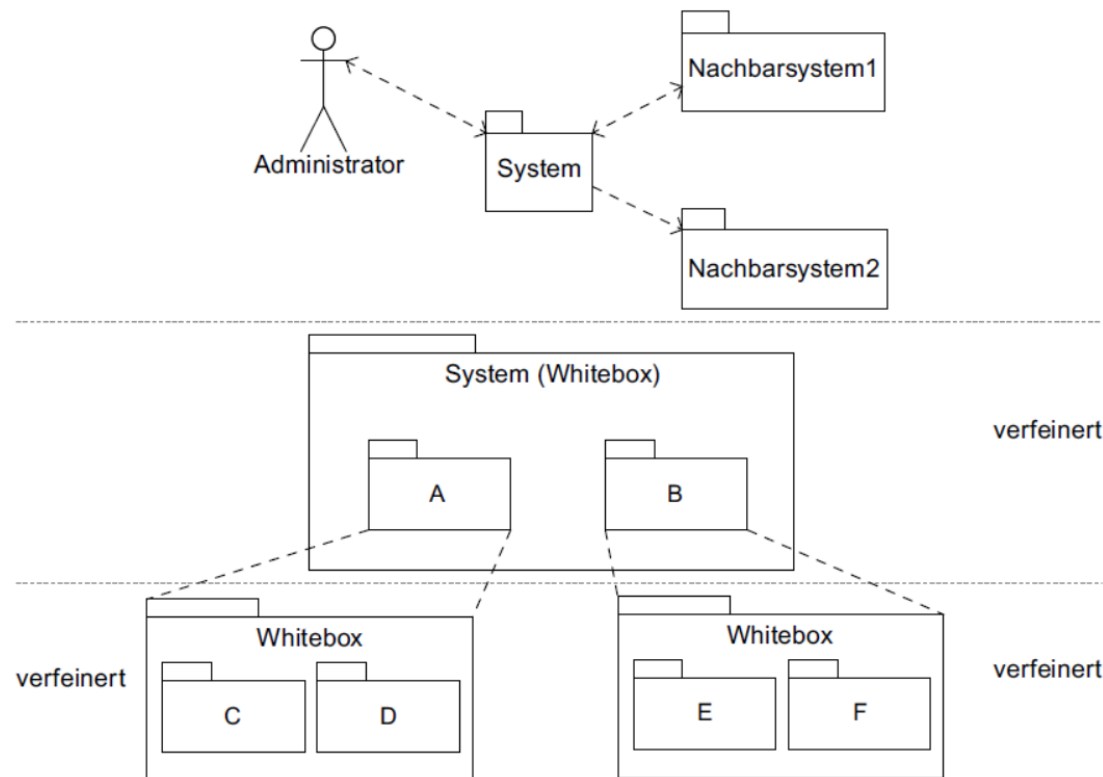 Nachbarsystem1
Administrator
System
Nachbarsystem2
System (Whitebox)
verfeinert
A
B
Whitebox
Whitebox
verfeinert
verfeinert
C
D
E
F